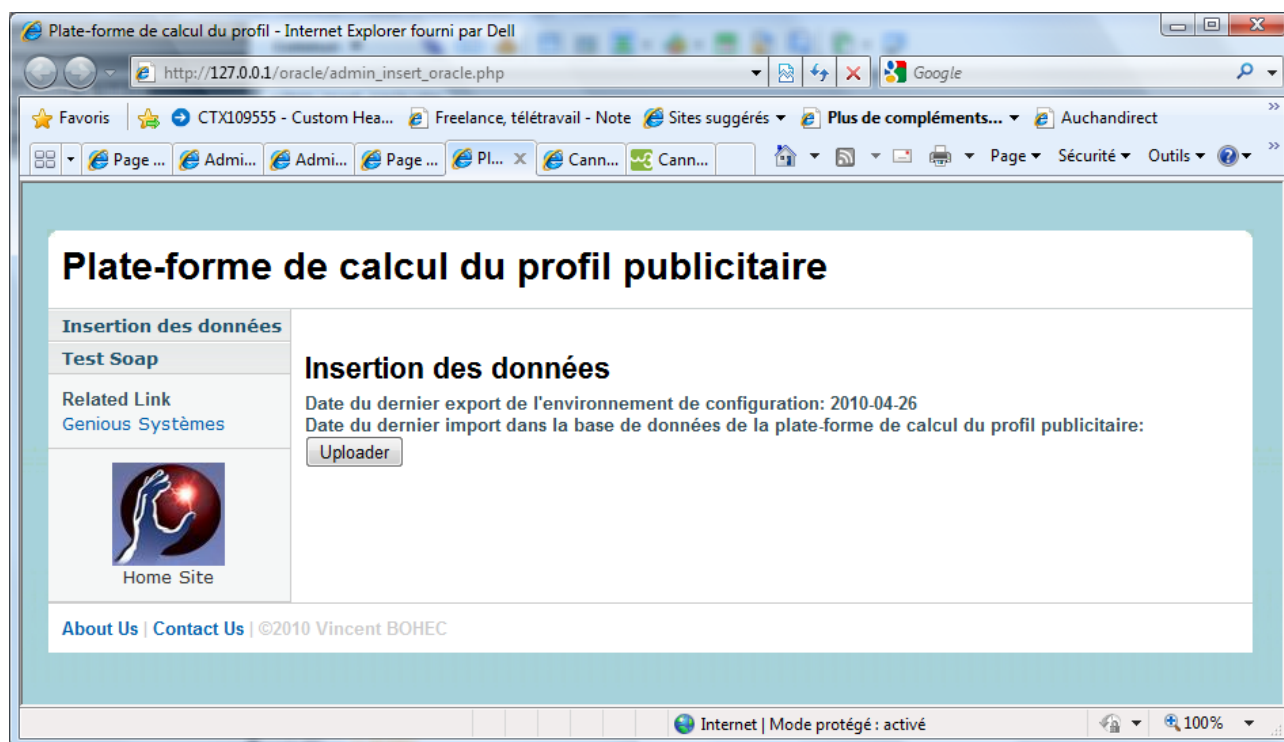 Plate-forme de calcul du profil - Internet Explorer fourni par Dell
http://127.0.0.1/oracle/admin_insert_oracle.php
Google
Favoris
CTX109555 - Custom Hea...
Freelance, télétravail - Note
Sites suggérés
Plus de compléments...
Auchandirect
Page ...
Admi...
Admi...
Page ...
Pl...
Cann...
Cann...
Page
Sécurité
Outils
Plate-forme de calcul du profil publicitaire
Insertion des données
Test Soap
Related Link
Genious Systèmes
Home Site
Insertion des données
Date du dernier export de l'environnement de configuration: 2010-04-26
Date du dernier import dans la base de données de la plate-forme de calcul du profil publicitaire:
Uploader
About Us | Contact Us | ©2010 Vincent BOHEC
Internet | Mode protégé : activé
100%